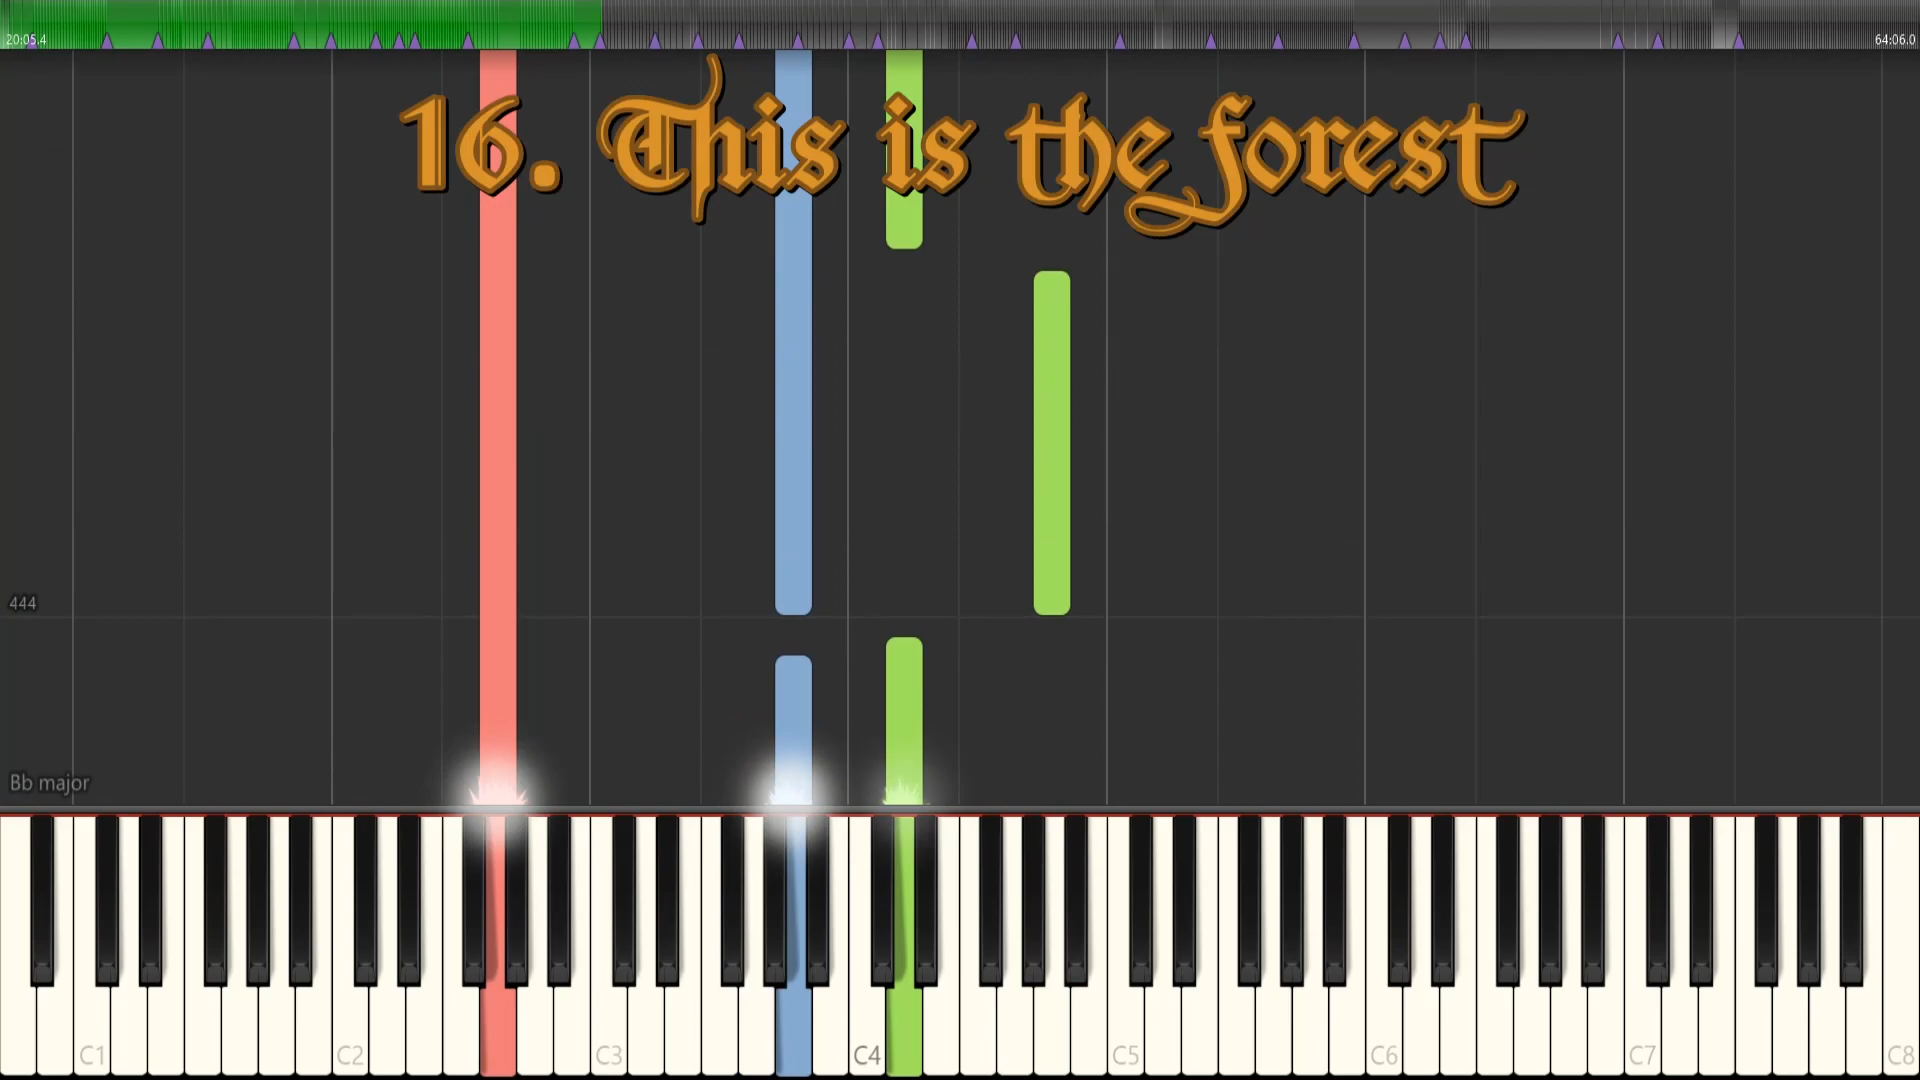 20:05.4
64:06.0
16. This is the forest
444
Bb major
C1 C2 C3 C4 C5 C6 C7 C8